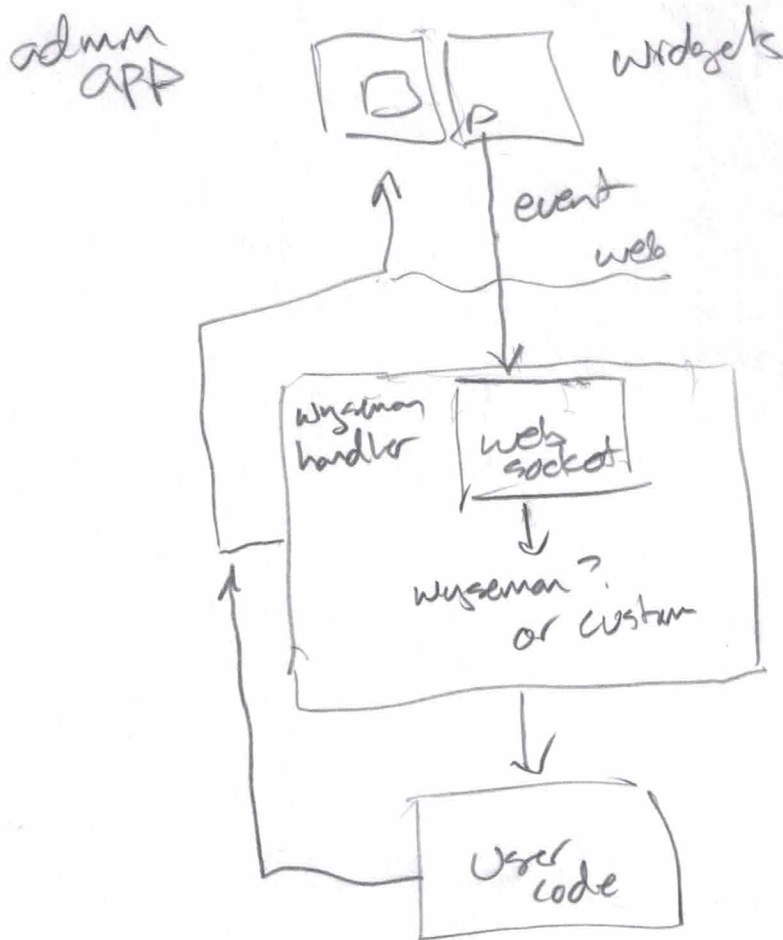 admin
app
widgets
event
web
wyseman
handler
web
socket
wyseman?
or custom
User
code